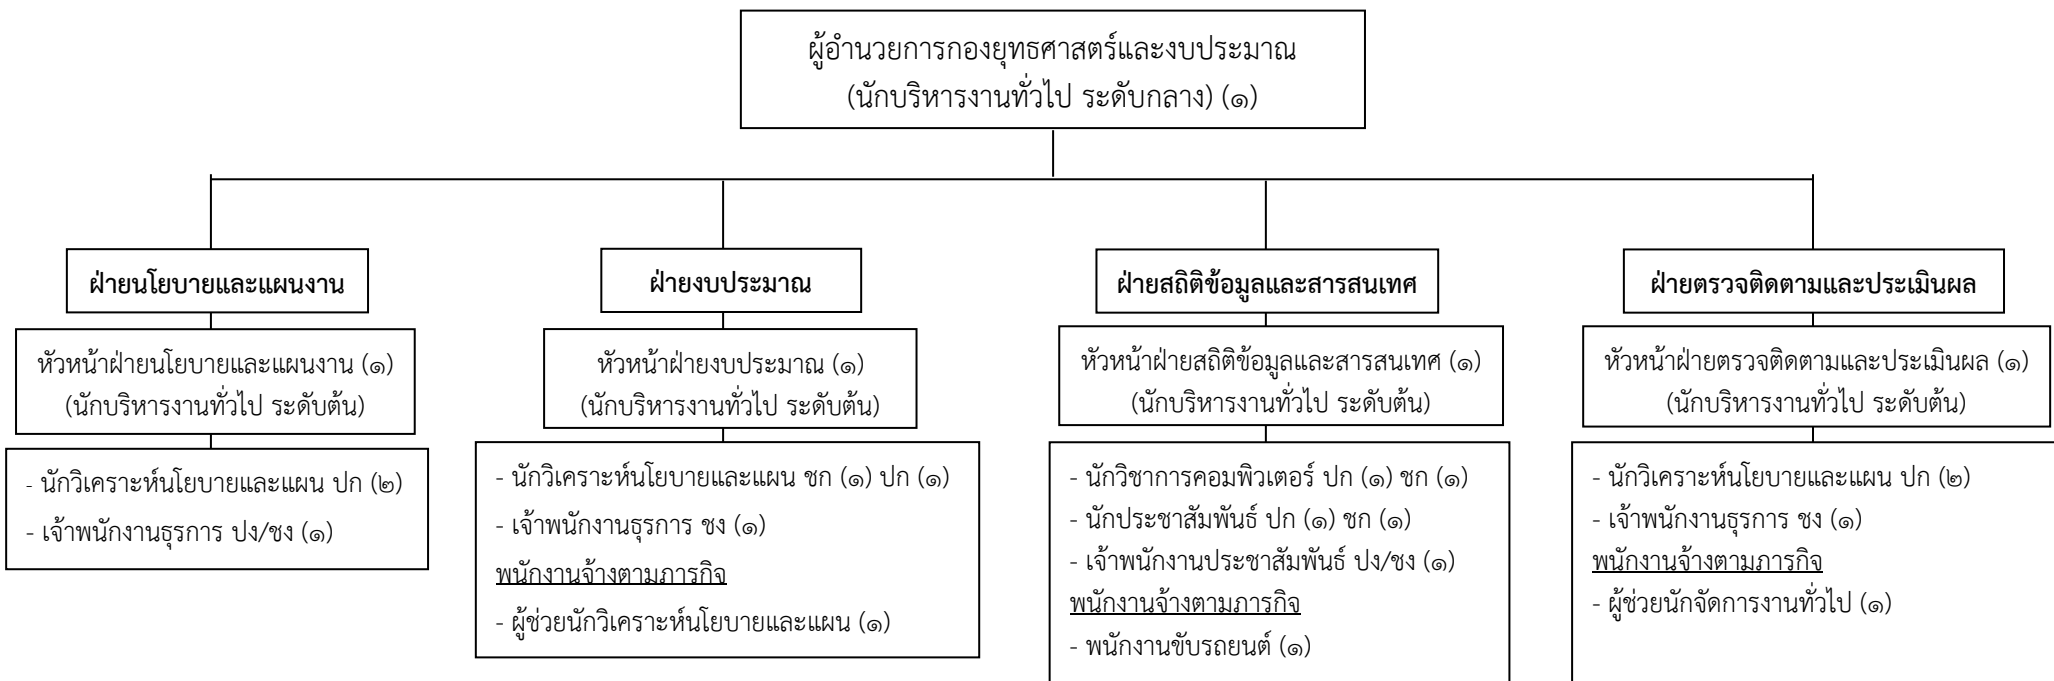 ผู้อำนวยการกองยุทธศาสตร์และงบประมาณ
(นักบริหารงานทั่วไป ระดับกลาง) (๑)
ฝ่ายนโยบายและแผนงาน
หัวหน้าฝ่ายนโยบายและแผนงาน (๑)
(นักบริหารงานทั่วไป ระดับต้น)
- นักวิเคราะห์นโยบายและแผน ปก (๒)
- เจ้าพนักงานธุรการ ปง/ชง (๑)
ฝ่ายงบประมาณ
หัวหน้าฝ่ายงบประมาณ (๑)
(นักบริหารงานทั่วไป ระดับต้น)
- นักวิเคราะห์นโยบายและแผน ชก (๑) ปก (๑)
- เจ้าพนักงานธุรการ ชง (๑)
พนักงานจ้างตามภารกิจ
- ผู้ช่วยนักวิเคราะห์นโยบายและแผน (๑)
ฝ่ายสถิติข้อมูลและสารสนเทศ
หัวหน้าฝ่ายสถิติข้อมูลและสารสนเทศ (๑)
(นักบริหารงานทั่วไป ระดับต้น)
- นักวิชาการคอมพิวเตอร์ ปก (๑) ชก (๑)
- นักประชาสัมพันธ์ ปก (๑) ชก (๑)
- เจ้าพนักงานประชาสัมพันธ์ ปง/ชง (๑)
พนักงานจ้างตามภารกิจ
- พนักงานขับรถยนต์ (๑)
ฝ่ายตรวจติดตามและประเมินผล
หัวหน้าฝ่ายตรวจติดตามและประเมินผล (๑)
(นักบริหารงานทั่วไป ระดับต้น)
- นักวิเคราะห์นโยบายและแผน ปก (๒)
- เจ้าพนักงานธุรการ ชง (๑)
พนักงานจ้างตามภารกิจ
- ผู้ช่วยนักจัดการงานทั่วไป (๑)